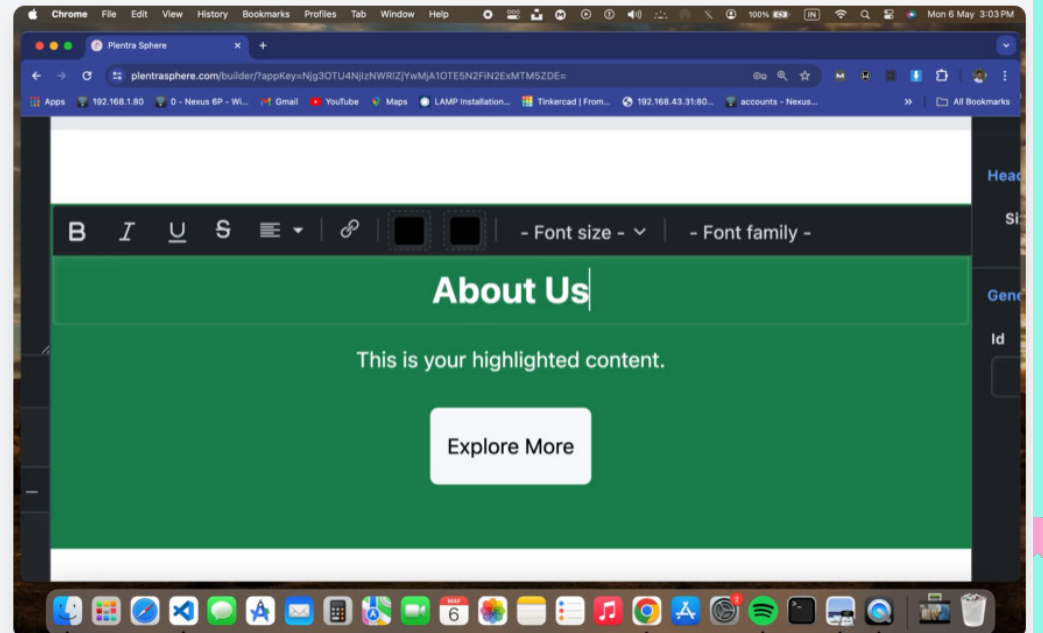 Chrome File Edit View History Bookmarks Profiles Tab Window Help 100% IN Mon 6 May 3:03 PM
Plentra Sphere
plentrasphere.com/builder/?appKey=Njg3OTU4NjIzNWRlZjYwMjA1OTE5N2FiN2ExMTM5ZDE=
Apps 192.168.1.80 0 - Nexus 6P - Wi... Gmail YouTube Maps LAMP Installation... Tinkercad | From... 192.168.43.31:80... accounts - Nexus... » All Bookmarks
Head
B I U S - Font size - - Font family -
Si
About Us
Gene
Id
This is your highlighted content.
Explore More
MAY
6